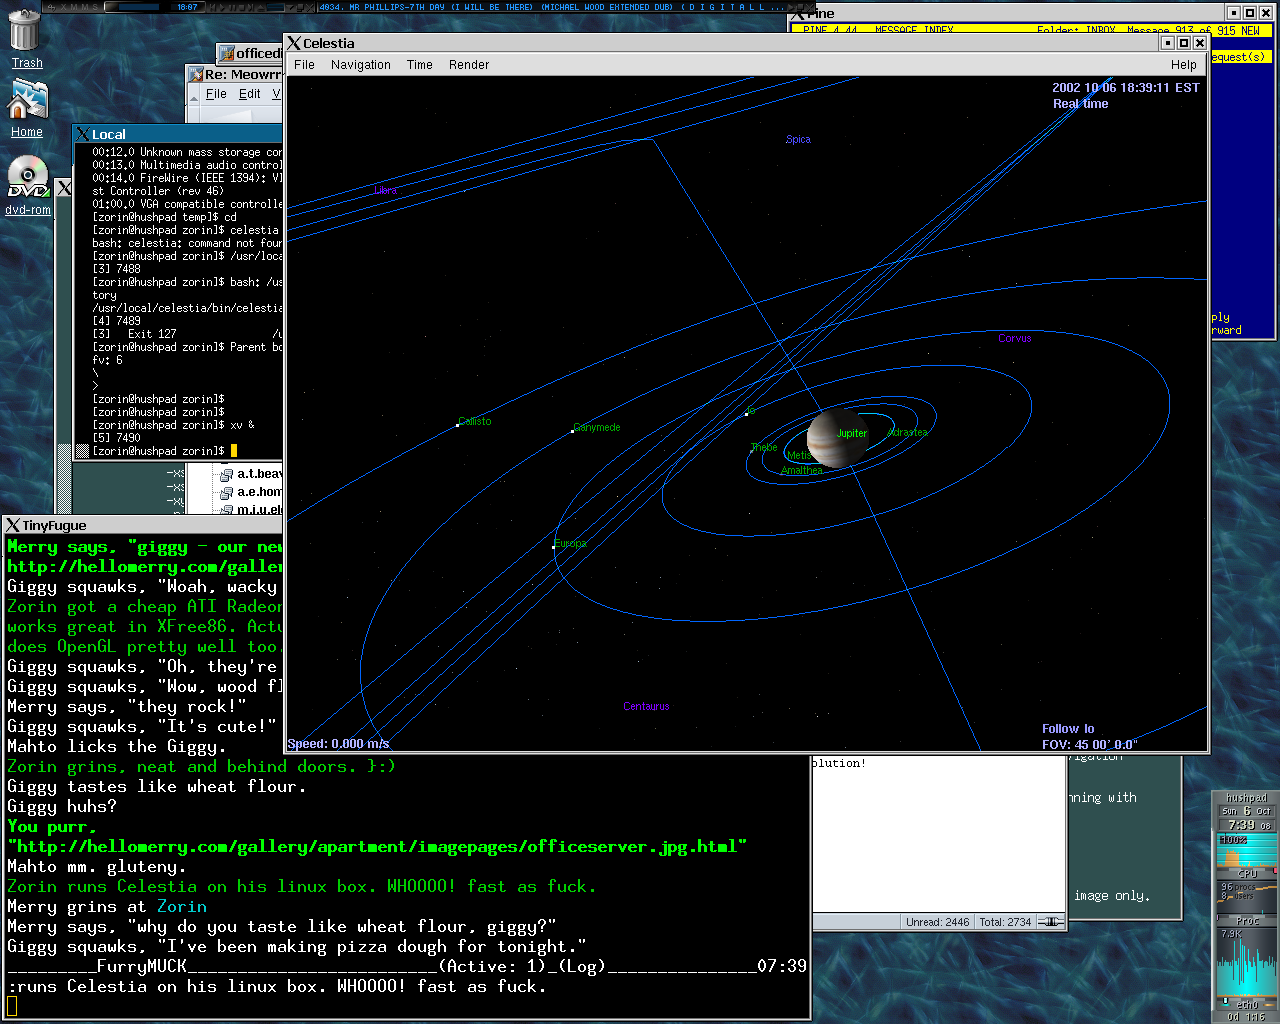 X M M S
18:07
4034. MR PHILLIPS-7TH DAY (I WILL BE THERE) (MICHAEL WOOD EXTENDED DUB) ( D I G I T A L L ...
Trash
Home
dvd-rom
Pine
PINE 4.44   MESSAGE INDEX   Folder: INBOX  Message 913 of 915 NEW
equest(s)
ply
rward
Re: Meowrr
File Edit V
Local
00:12.0 Unknown mass storage con
00:13.0 Multimedia audio control
00:14.0 FireWire (IEEE 1394): VI
st Controller (rev 46)
01:00.0 VGA compatible controlle
[zorin@hushpad temp]$ cd
[zorin@hushpad zorin]$ celestia
bash: celestia: command not foun
[zorin@hushpad zorin]$ /usr/loca
[3] 7488
[zorin@hushpad zorin]$ bash: /us
tory
/usr/local/celestia/bin/celestia
[4] 7489
[3]   Exit 127                /u
[zorin@hushpad zorin]$ Parent bo
fv: 6
\
>
[zorin@hushpad zorin]$
[zorin@hushpad zorin]$
[zorin@hushpad zorin]$ xv &
[5] 7490
[zorin@hushpad zorin]$
a.t.beav
a.e.hom
Celestia
File Navigation Time Render Help
2002 10 06 18:39:11 EST
Real time
Spica
Corvus
Callisto
Ganymede
Io
Thebe
Metis
Amalthea
Jupiter
Adrastea
Europa
Centaurus
Speed: 0.000 m/s
Follow Io
FOV: 45 00' 0.0"
TinyFugue
Merry says, "giggy - our new
http://hellomerry.com/galler
Giggy squawks, "Woah, wacky
Zorin got a cheap ATI Radeon
works great in XFree86. Actu
does OpenGL pretty well too.
Giggy squawks, "Oh, they're
Giggy squawks, "Wow, wood fl
Merry says, "they rock!"
Giggy squawks, "It's cute!"
Mahto licks the Giggy.
Zorin grins, neat and behind doors. }:)
Giggy tastes like wheat flour.
Giggy huhs?
You purr,
"http://hellomerry.com/gallery/apartment/imagepages/officeserver.jpg.html"
Mahto mm. gluteny.
Zorin runs Celestia on his linux box. WHOOOO! fast as fuck.
Merry grins at Zorin
Merry says, "why do you taste like wheat flour, giggy?"
Giggy squawks, "I've been making pizza dough for tonight."
_________FurryMUCK_________________________(Active: 1)_(Log)_______________07:39
:runs Celestia on his linux box. WHOOOO! fast as fuck.
olution!
Unread: 2446 Total: 2734
vigation
nning with
image only.
hushpad
Sun 6 Oct
7:39 08
100%
CPU
96 procs
8 users
Proc
7.9K
eth0
0d 1:16